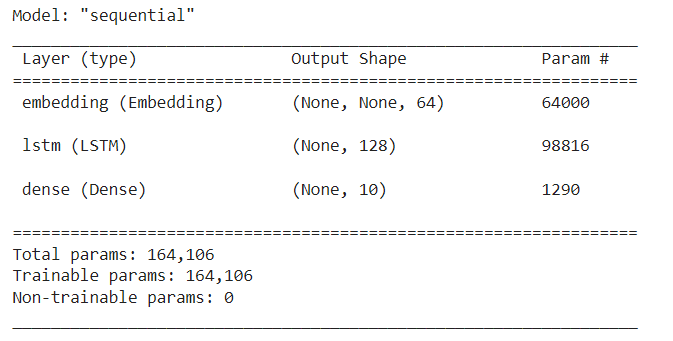 Model: "sequential"
_________________________________________________________________
Layer (type) Output Shape Param #
=================================================================
embedding (Embedding) (None, None, 64) 64000
lstm (LSTM) (None, 128) 98816
dense (Dense) (None, 10) 1290
=================================================================
Total params: 164,106
Trainable params: 164,106
Non-trainable params: 0
_________________________________________________________________